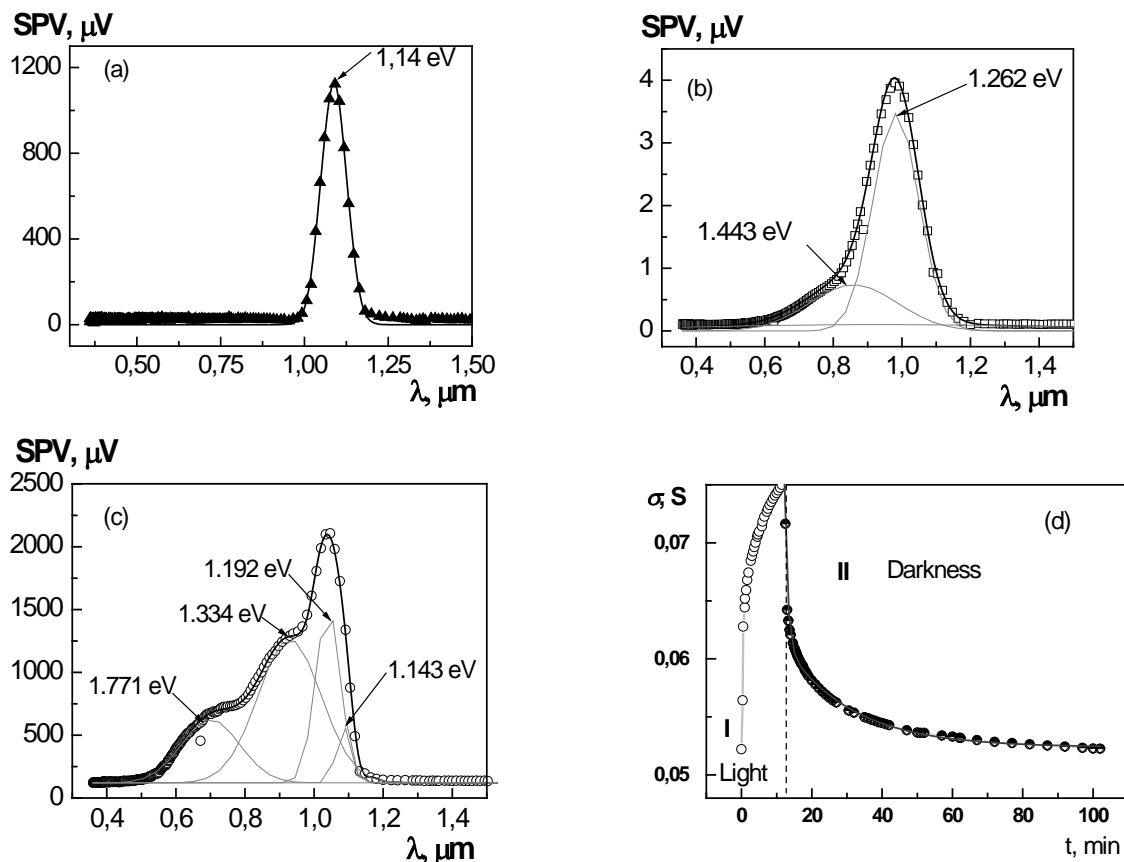 SPV, μV
(a)
1,14 eV
1200
800
400
0
0,50 0,75 1,00 1,25 1,50
λ, μm
SPV, μV
(b)
1.262 eV
1.443 eV
4
3
2
1
0
0,4 0,6 0,8 1,0 1,2 1,4
λ, μm
SPV, μV
(c)
2500
2000
1500
1000
500
0
1.192 eV
1.334 eV
1.771 eV
1.143 eV
0,4 0,6 0,8 1,0 1,2 1,4
λ, μm
σ, S
(d)
0,07
0,06
0,05
II Darkness
I
Light
0 20 40 60 80 100
t, min